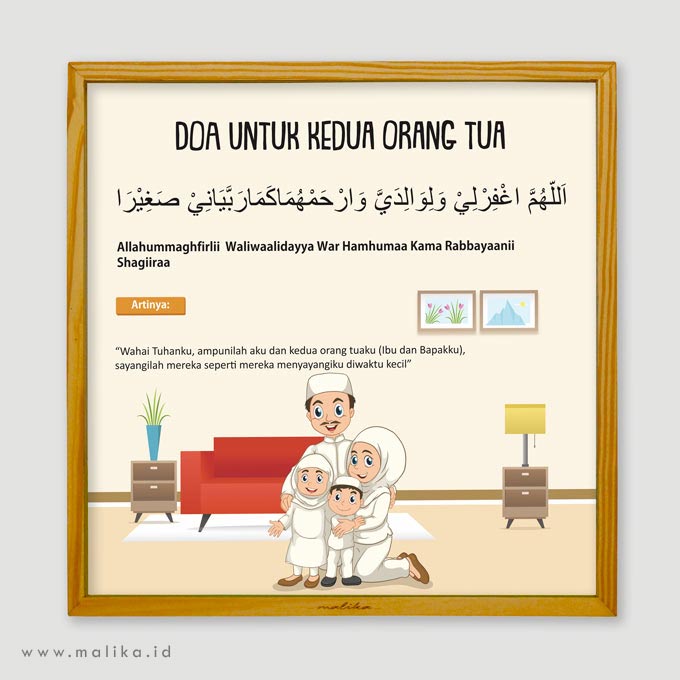 DOA UNTUK KEDUA ORANG TUA
اَللّٰهُمَّ اغْفِرْلِيْ وَلِوَالِدَيَّ وَارْحَمْهُمَاكَمَارَبَّيَانِيْ صَغِيْرَا
Allahummaghfirlii Waliwaalidayya War Hamhumaa Kama Rabbayaanii
Shagiiraa
Artinya:
“Wahai Tuhanku, ampunilah aku dan kedua orang tuaku (Ibu dan Bapakku),
sayangilah mereka seperti mereka menyayangiku diwaktu kecil”
malika
www.malika.id